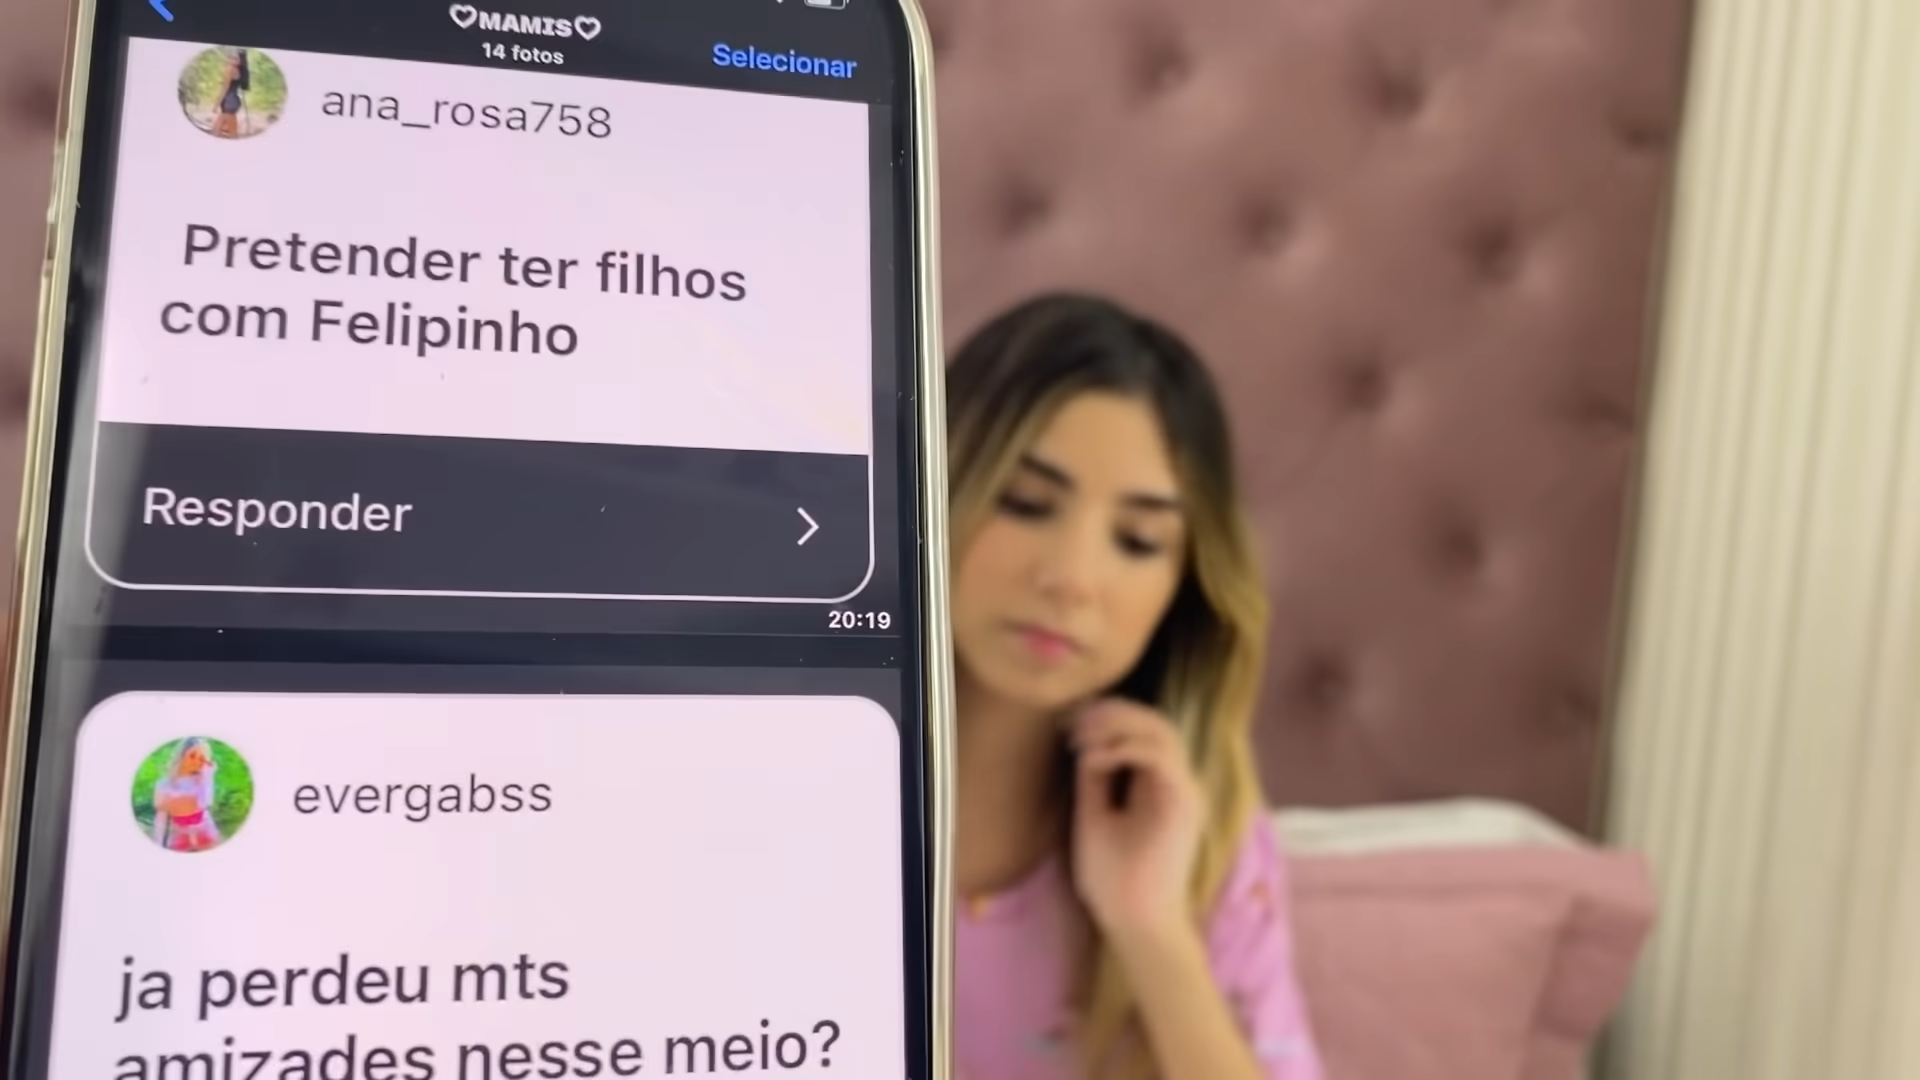 ♡MAMIS♡
14 fotos
Selecionar
ana_rosa758
Pretender ter filhos
com Felipinho
Responder
20:19
evergabss
ja perdeu mts
amizades nesse meio?